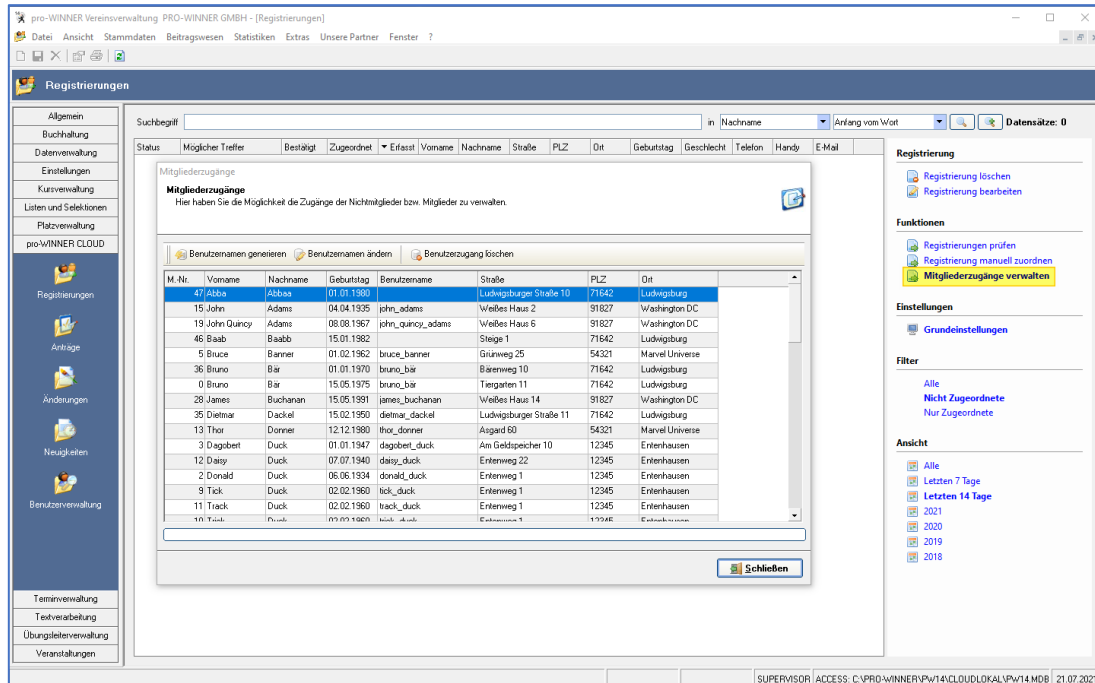 pro-WINNER Vereinsverwaltung PRO-WINNER GMBH - [Registrierungen]
Datei Ansicht Stammdaten Beitragswesen Statistiken Extras Unsere Partner Fenster ?
Registrierungen
Allgemein
Buchhaltung
Datenverwaltung
Einstellungen
Kursverwaltung
Listen und Selektionen
Platzverwaltung
pro-WINNER CLOUD
Registrierungen
Anträge
Änderungen
Neuigkeiten
Benutzerverwaltung
Terminverwaltung
Textverarbeitung
Übungsleiterverwaltung
Veranstaltungen
Suchbegriff in Nachname Anfang vom Wort Datensätze: 0
Status Möglicher Treffer Bestätigt Zugeordnet Erfasst Vorname Nachname Straße PLZ Ort Geburtstag Geschlecht Telefon Handy E-Mail
Mitgliederzugänge
Mitgliederzugänge
Hier haben Sie die Möglichkeit die Zugänge der Nichtmitglieder bzw. Mitglieder zu verwalten.
Benutzernamen generieren Benutzernamen ändern Benutzerzugang löschen
M.-Nr. Vorname Nachname Geburtstag Benutzername Straße PLZ Ort
47 Abba Abbaa 01.01.1980 Ludwigsburger Straße 10 71642 Ludwigsburg
15 John Adams 04.04.1935 john_adams Weißes Haus 2 91827 Washington DC
19 John Quincy Adams 08.08.1967 john_quincy_adams Weißes Haus 6 91827 Washington DC
46 Baab Baabb 15.01.1982 Steige 1 71642 Ludwigsburg
5 Bruce Banner 01.02.1962 bruce_banner Grünweg 25 54321 Marvel Universe
36 Bruno Bär 01.01.1970 bruno_bär Bärenweg 10 71642 Ludwigsburg
0 Bruno Bär 15.05.1975 bruno_bär Tiergarten 11 71642 Ludwigsburg
28 James Buchanan 15.05.1991 james_buchanan Weißes Haus 14 91827 Washington DC
35 Dietmar Dackel 15.02.1950 dietmar_dackel Ludwigsburger Straße 11 71642 Ludwigsburg
13 Thor Donner 12.12.1980 thor_donner Asgard 60 54321 Marvel Universe
3 Dagobert Duck 01.01.1947 dagobert_duck Am Geldspeicher 10 12345 Entenhausen
12 Daisy Duck 07.07.1940 daisy_duck Entenweg 22 12345 Entenhausen
2 Donald Duck 06.06.1934 donald_duck Entenweg 1 12345 Entenhausen
9 Tick Duck 02.02.1960 tick_duck Entenweg 1 12345 Entenhausen
11 Track Duck 02.02.1960 track_duck Entenweg 1 12345 Entenhausen
10 Duck 02.02.1960 Entenweg 1 12345 Entenhausen
Schließen
Registrierung
Registrierung löschen
Registrierung bearbeiten
Funktionen
Registrierungen prüfen
Registrierung manuell zuordnen
Mitgliederzugänge verwalten
Einstellungen
Grundeinstellungen
Filter
Alle
Nicht Zugeordnete
Nur Zugeordnete
Ansicht
Alle
Letzten 7 Tage
Letzten 14 Tage
2021
2020
2019
2018
SUPERVISOR ACCESS: C:\PRO-WINNER\PW14\CLOUDLOKAL\PW14.MDB 21.07.2021